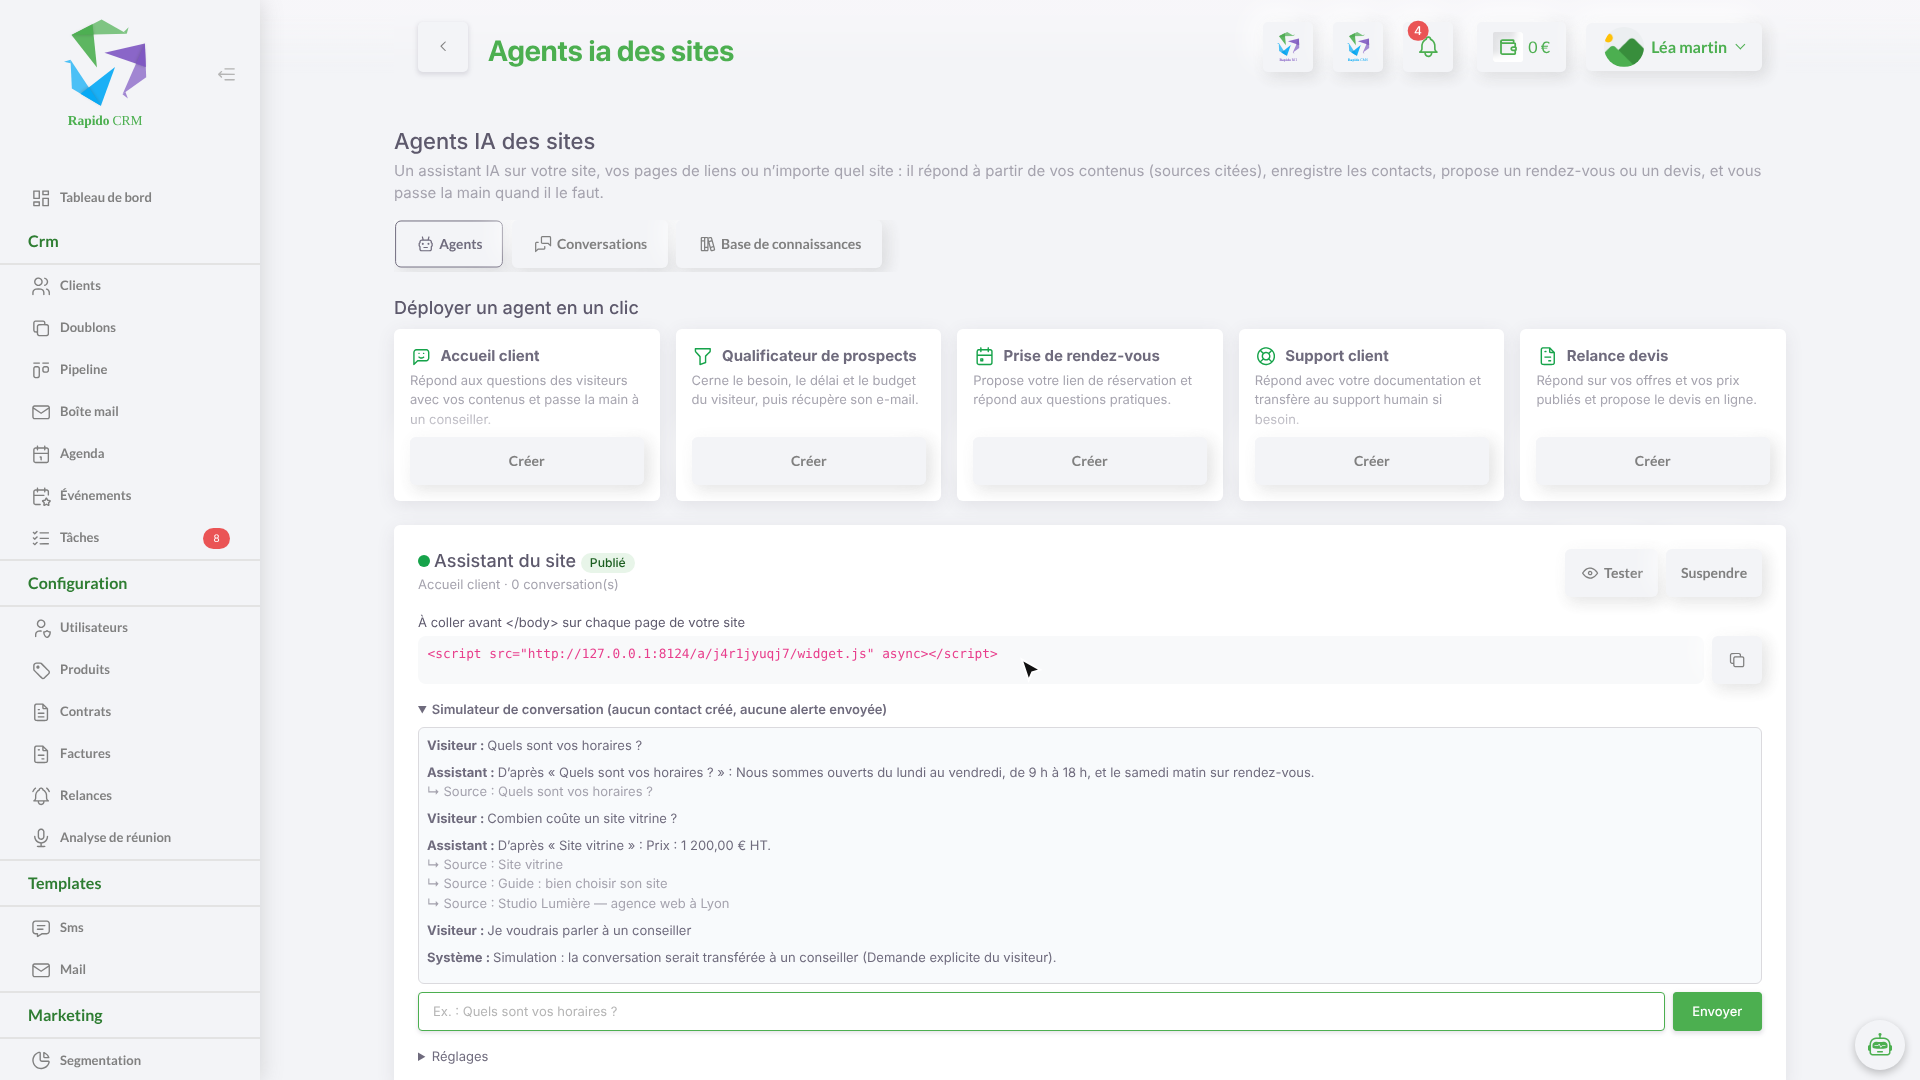 Rapido CRM
Tableau de bord
Crm
Clients
Doublons
Pipeline
Boîte mail
Agenda
Événements
Tâches
8
Configuration
Utilisateurs
Produits
Contrats
Factures
Relances
Analyse de réunion
Templates
Sms
Mail
Marketing
Segmentation
Agents ia des sites
4
0 €
Léa martin
Agents IA des sites
Un assistant IA sur votre site, vos pages de liens ou n’importe quel site : il répond à partir de vos contenus (sources citées), enregistre les contacts, propose un rendez-vous ou un devis, et vous
passe la main quand il le faut.
Agents
Conversations
Base de connaissances
Déployer un agent en un clic
Accueil client
Répond aux questions des visiteurs
avec vos contenus et passe la main à
un conseiller.
Créer
Qualificateur de prospects
Cerne le besoin, le délai et le budget
du visiteur, puis récupère son e-mail.
Créer
Prise de rendez-vous
Propose votre lien de réservation et
répond aux questions pratiques.
Créer
Support client
Répond avec votre documentation et
transfère au support humain si
besoin.
Créer
Relance devis
Répond sur vos offres et vos prix
publiés et propose le devis en ligne.
Créer
Assistant du site Publié
Accueil client · 0 conversation(s)
Tester
Suspendre
À coller avant </body> sur chaque page de votre site
<script src="http://127.0.0.1:8124/a/j4r1jyuqj7/widget.js" async></script>
▼ Simulateur de conversation (aucun contact créé, aucune alerte envoyée)
Visiteur : Quels sont vos horaires ?
Assistant : D’après « Quels sont vos horaires ? » : Nous sommes ouverts du lundi au vendredi, de 9 h à 18 h, et le samedi matin sur rendez-vous.
↳ Source : Quels sont vos horaires ?
Visiteur : Combien coûte un site vitrine ?
Assistant : D’après « Site vitrine » : Prix : 1 200,00 € HT.
↳ Source : Site vitrine
↳ Source : Guide : bien choisir son site
↳ Source : Studio Lumière — agence web à Lyon
Visiteur : Je voudrais parler à un conseiller
Système : Simulation : la conversation serait transférée à un conseiller (Demande explicite du visiteur).
Ex. : Quels sont vos horaires ?
Envoyer
▶ Réglages